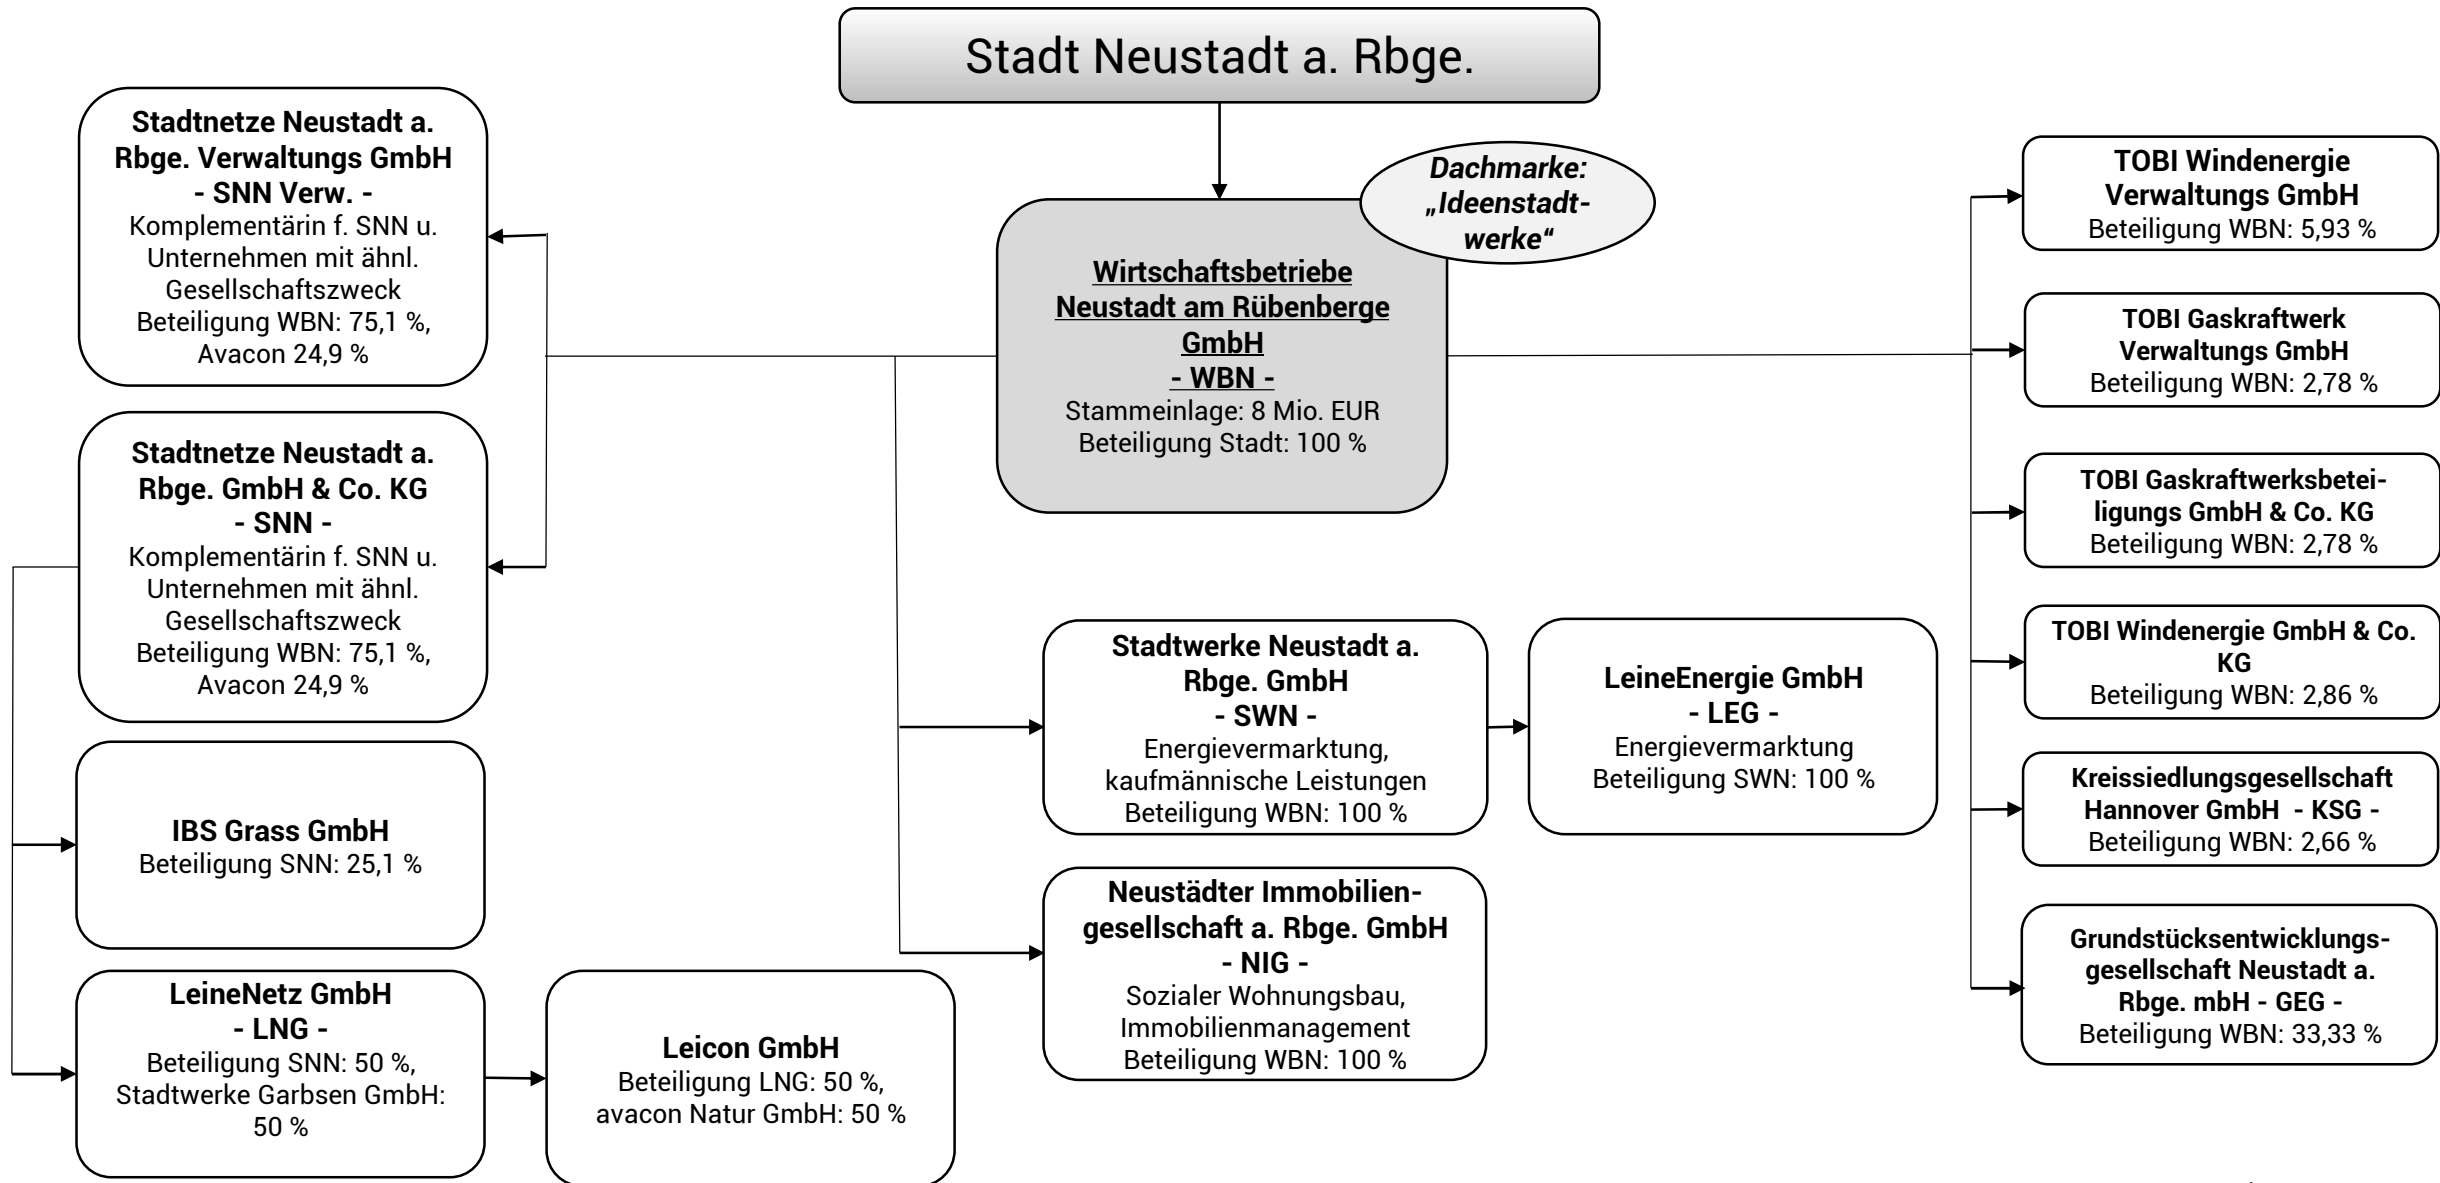 Stadt Neustadt a. Rbge.
Stadtnetze Neustadt a.
Rbge. Verwaltungs GmbH
- SNN Verw. -
Komplementärin f. SNN u.
Unternehmen mit ähnl.
Gesellschaftszweck
Beteiligung WBN: 75,1 %,
Avacon 24,9 %
Stadtnetze Neustadt a.
Rbge. GmbH & Co. KG
- SNN -
Komplementärin f. SNN u.
Unternehmen mit ähnl.
Gesellschaftszweck
Beteiligung WBN: 75,1 %,
Avacon 24,9 %
IBS Grass GmbH
Beteiligung SNN: 25,1 %
LeineNetz GmbH
- LNG -
Beteiligung SNN: 50 %,
Stadtwerke Garbsen GmbH:
50 %
Leicon GmbH
Beteiligung LNG: 50 %,
avacon Natur GmbH: 50 %
Dachmarke:
„Ideenstadt-
werke“
Wirtschaftsbetriebe
Neustadt am Rübenberge
GmbH
- WBN -
Stammeinlage: 8 Mio. EUR
Beteiligung Stadt: 100 %
Stadtwerke Neustadt a.
Rbge. GmbH
- SWN -
Energievermarktung,
kaufmännische Leistungen
Beteiligung WBN: 100 %
LeineEnergie GmbH
- LEG -
Energievermarktung
Beteiligung SWN: 100 %
Neustädter Immobilien-
gesellschaft a. Rbge. GmbH
- NIG -
Sozialer Wohnungsbau,
Immobilienmanagement
Beteiligung WBN: 100 %
TOBI Windenergie
Verwaltungs GmbH
Beteiligung WBN: 5,93 %
TOBI Gaskraftwerk
Verwaltungs GmbH
Beteiligung WBN: 2,78 %
TOBI Gaskraftwerksbetei-
ligungs GmbH & Co. KG
Beteiligung WBN: 2,78 %
TOBI Windenergie GmbH & Co.
KG
Beteiligung WBN: 2,86 %
Kreissiedlungsgesellschaft
Hannover GmbH  - KSG -
Beteiligung WBN: 2,66 %
Grundstücksentwicklungs-
gesellschaft Neustadt a.
Rbge. mbH - GEG -
Beteiligung WBN: 33,33 %